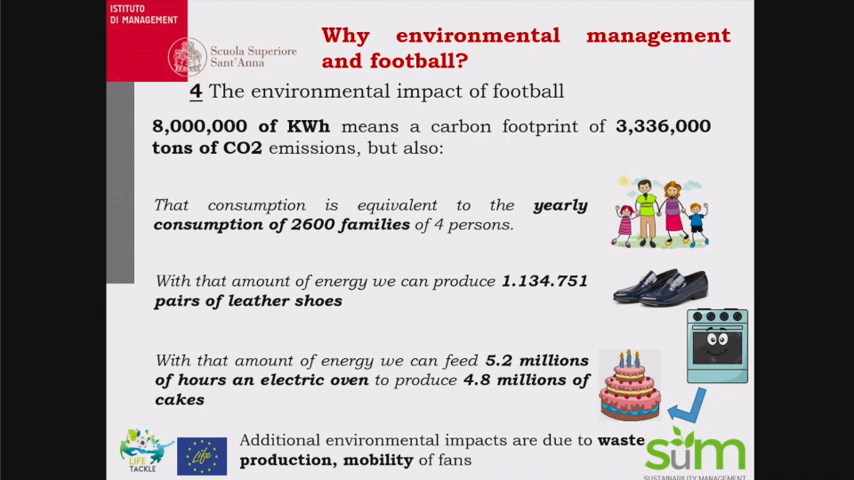 ISTITUTO
DI MANAGEMENT
Scuola Superiore
Sant'Anna
Why environmental management
and football?
4 The environmental impact of football
8,000,000 of KWh means a carbon footprint of 3,336,000
tons of CO2 emissions, but also:
That consumption is equivalent to the yearly
consumption of 2600 families of 4 persons.
With that amount of energy we can produce 1.134.751
pairs of leather shoes
With that amount of energy we can feed 5.2 millions
of hours an electric oven to produce 4.8 millions of
cakes
Additional environmental impacts are due to waste
production, mobility of fans
LIFE
TACKLE
Life
SuM
SUSTAINABILITY MANAGEMENT